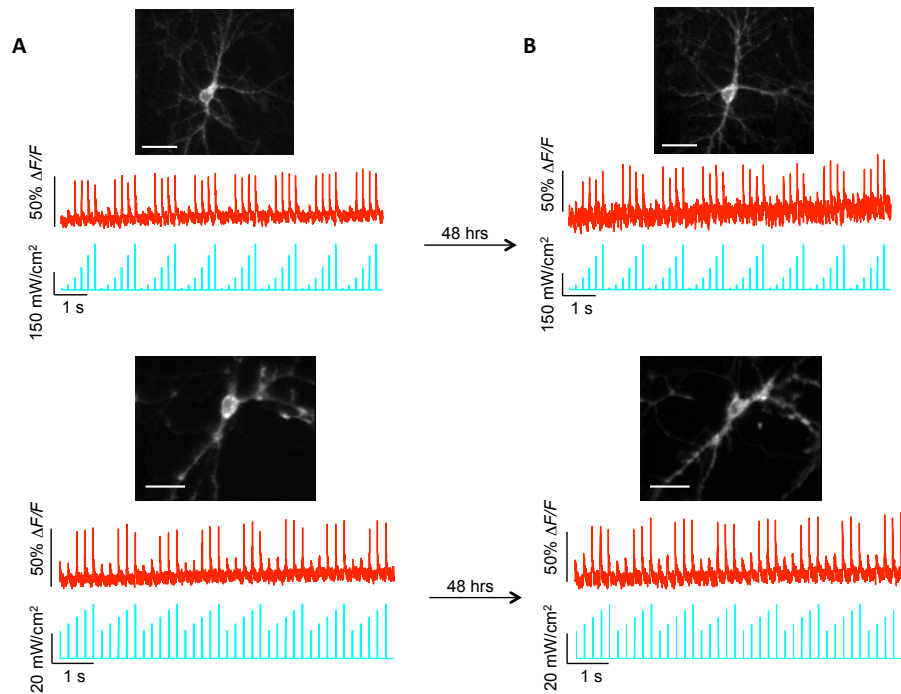 A
B
50% ΔF/F
50% ΔF/F
48 hrs
150 mW/cm²
150 mW/cm²
1 s
1 s
50% ΔF/F
50% ΔF/F
48 hrs
20 mW/cm²
20 mW/cm²
1 s
1 s